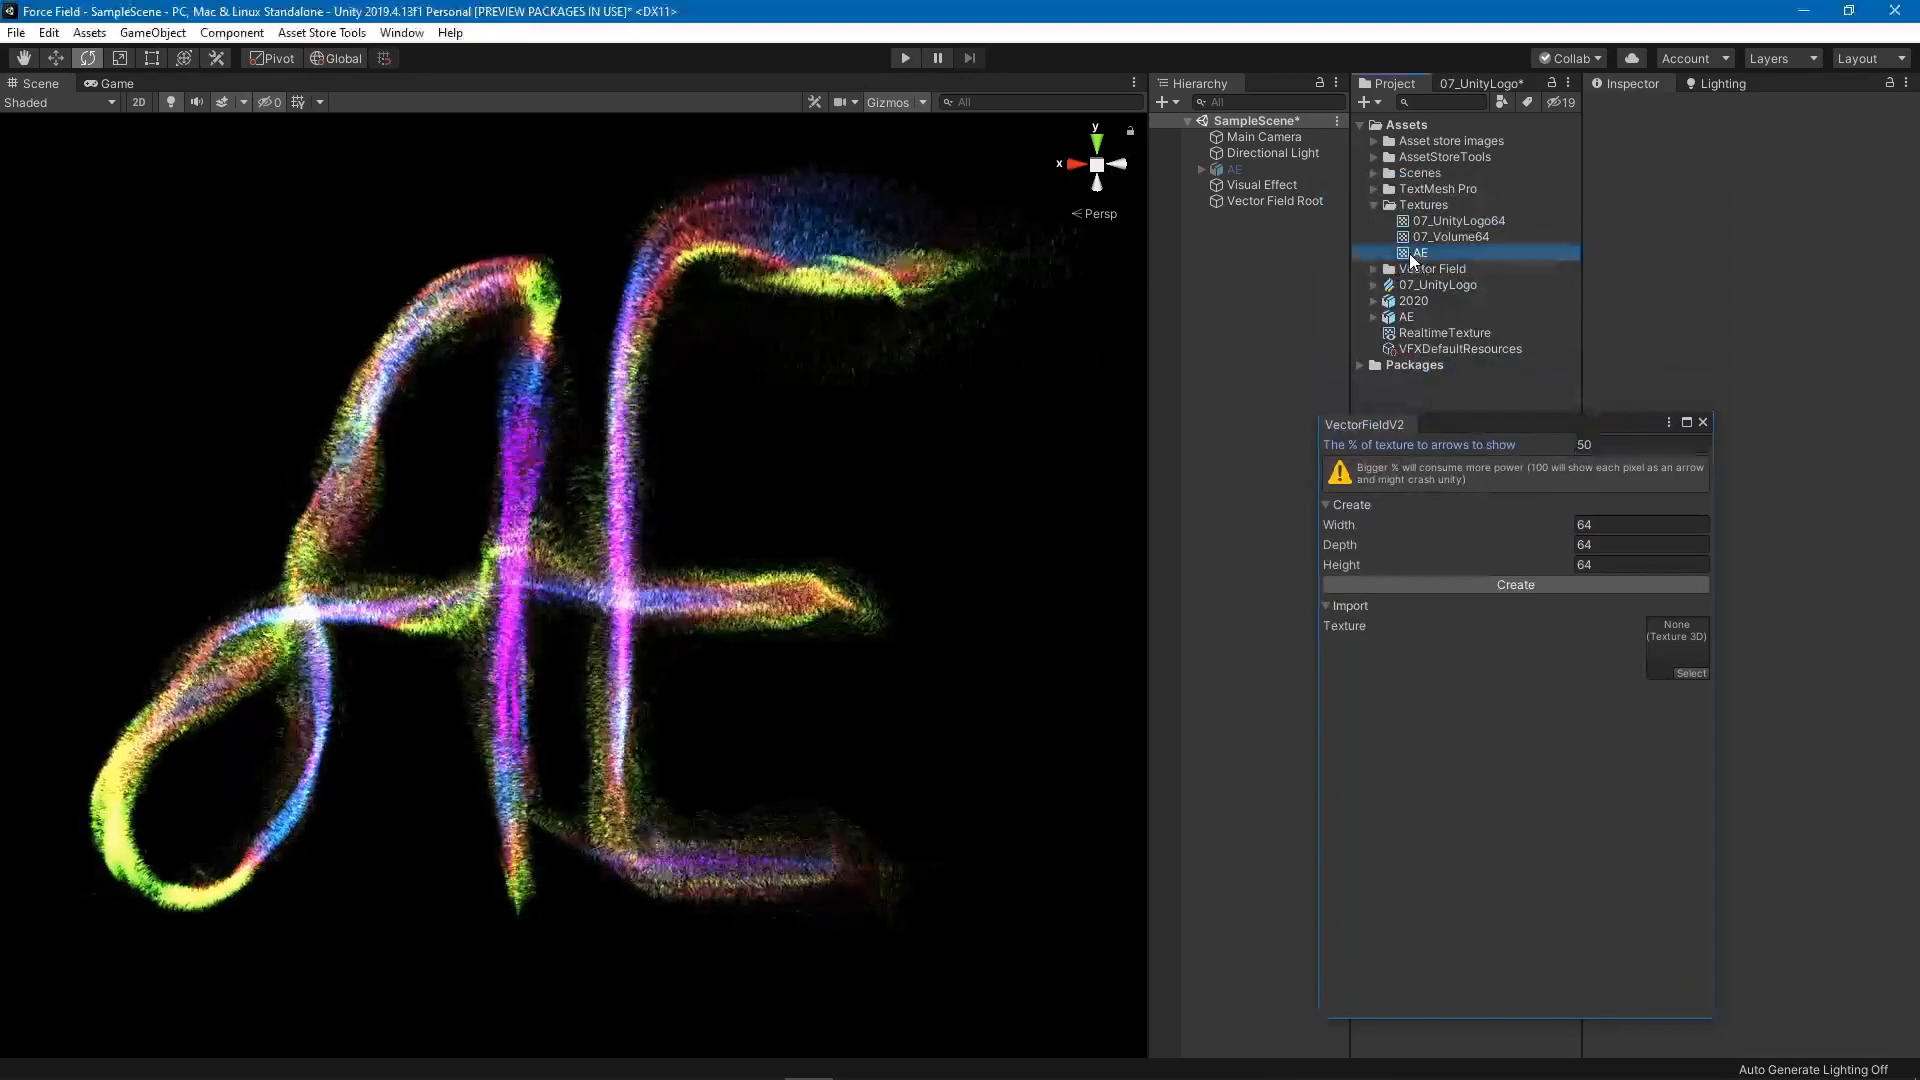 Force Field - SampleScene - PC, Mac & Linux Standalone - Unity 2019.4.13f1 Personal [PREVIEW PACKAGES IN USE]* <DX11>
File Edit Assets GameObject Component Asset Store Tools Window Help
Pivot Global Collab Account Layers Layout
Scene Game
Shaded 2D 0 Gizmos All
y
x
Persp
AE
Hierarchy
All
SampleScene*
Main Camera
Directional Light
AE
Visual Effect
Vector Field Root
Project 07_UnityLogo*
19
Assets
Asset store images
AssetStoreTools
Scenes
TextMesh Pro
Textures
07_UnityLogo64
07_Volume64
AE
Vector Field
07_UnityLogo
2020
AE
RealtimeTexture
VFXDefaultResources
Packages
Inspector Lighting
VectorFieldV2
The % of texture to arrows to show 50
Bigger % will consume more power (100 will show each pixel as an arrow
and might crash unity)
Create
Width 64
Depth 64
Height 64
Create
Import
Texture
None
(Texture 3D)
Select
Auto Generate Lighting Off